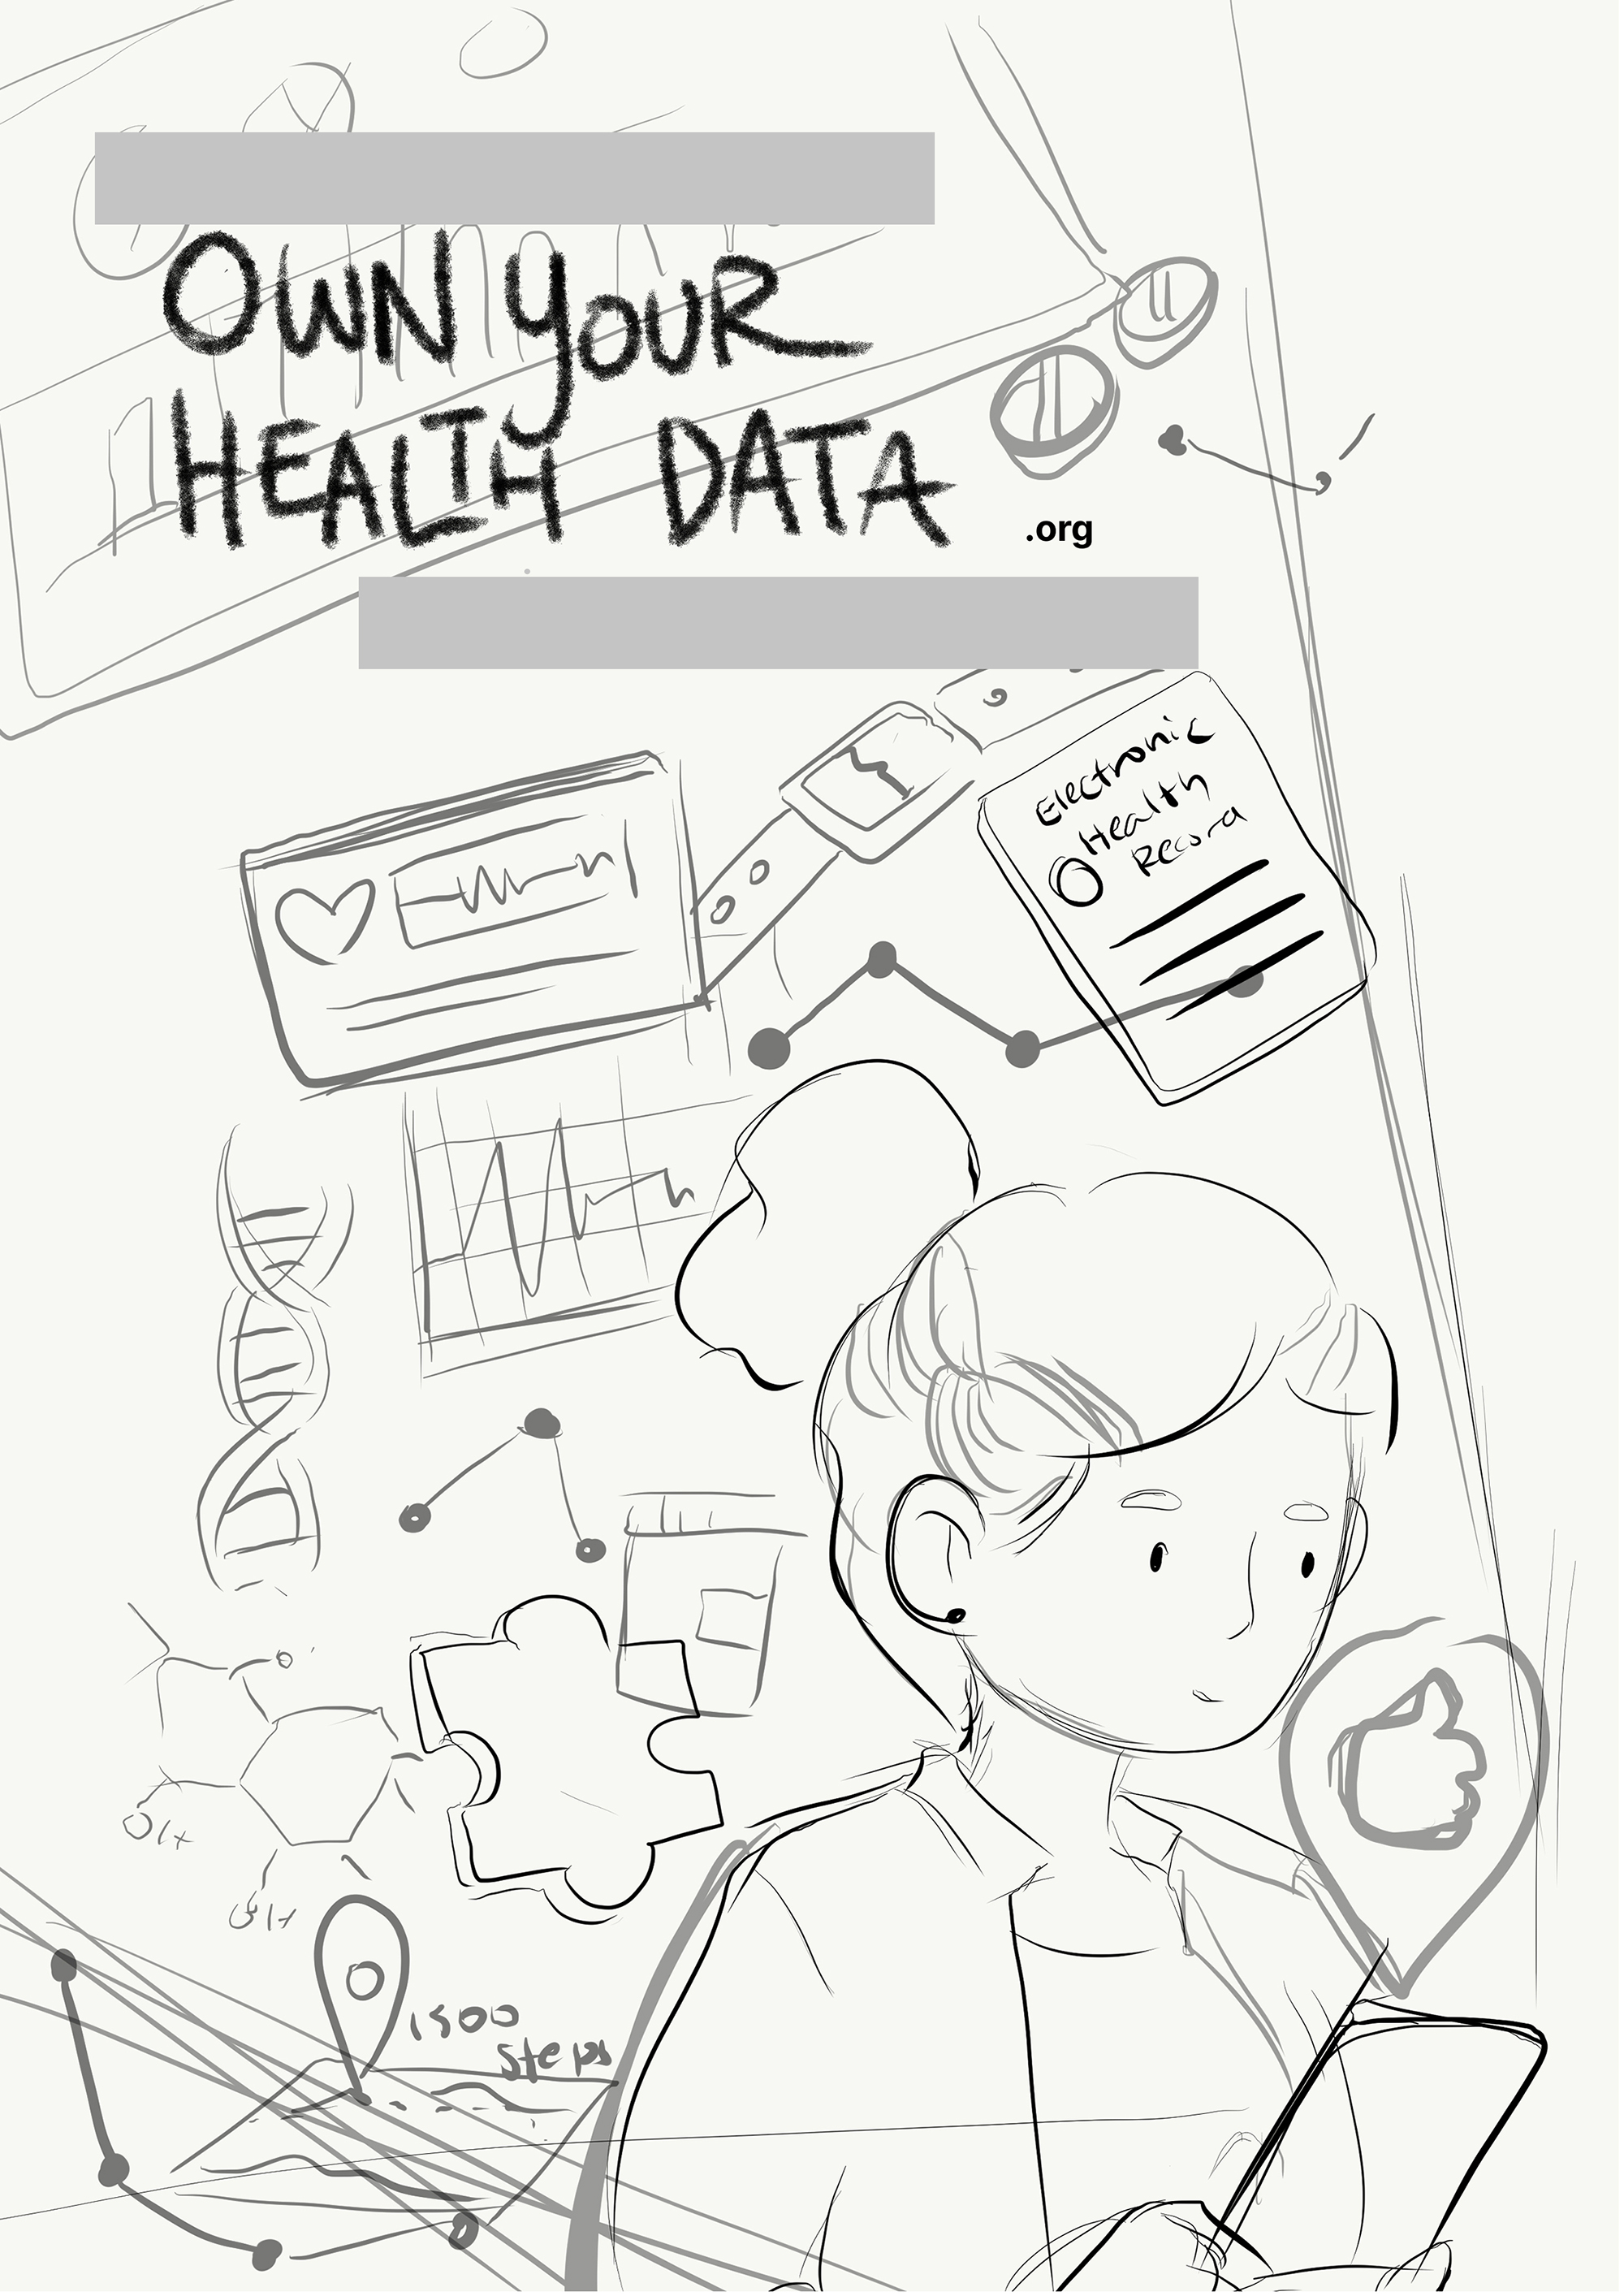 OWN YOUR
HEALTH DATA
.org
Electronic
Health
Record
1500
steps
OH
OH